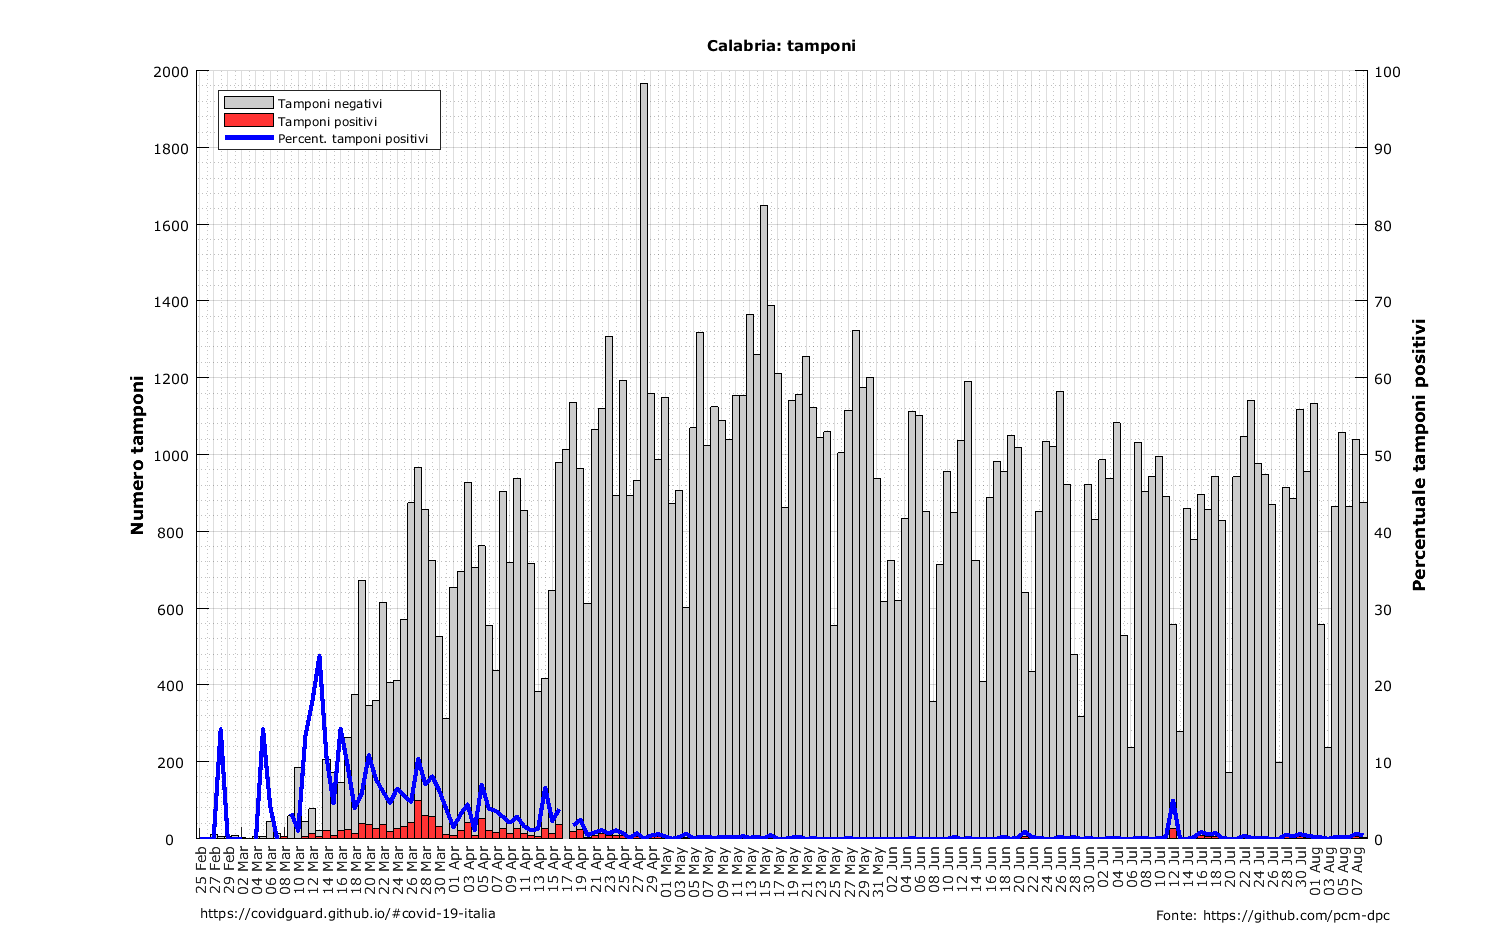 Calabria: tamponi
Tamponi negativi
Tamponi positivi
Percent. tamponi positivi
Numero tamponi
2000
1800
1600
1400
1200
1000
800
600
400
200
0
100
90
80
70
60
50
40
30
20
10
0
Percentuale tamponi positivi
25 Feb
27 Feb
29 Feb
02 Mar
04 Mar
06 Mar
08 Mar
10 Mar
12 Mar
14 Mar
16 Mar
18 Mar
20 Mar
22 Mar
24 Mar
26 Mar
28 Mar
30 Mar
01 Apr
03 Apr
05 Apr
07 Apr
09 Apr
11 Apr
13 Apr
15 Apr
17 Apr
19 Apr
21 Apr
23 Apr
25 Apr
27 Apr
29 Apr
01 May
03 May
05 May
07 May
09 May
11 May
13 May
15 May
17 May
19 May
21 May
23 May
25 May
27 May
29 May
31 May
02 Jun
04 Jun
06 Jun
08 Jun
10 Jun
12 Jun
14 Jun
16 Jun
18 Jun
20 Jun
22 Jun
24 Jun
26 Jun
28 Jun
30 Jun
02 Jul
04 Jul
06 Jul
08 Jul
10 Jul
12 Jul
14 Jul
16 Jul
18 Jul
20 Jul
22 Jul
24 Jul
26 Jul
28 Jul
30 Jul
01 Aug
03 Aug
05 Aug
07 Aug
https://covidguard.github.io/#covid-19-italia
Fonte: https://github.com/pcm-dpc